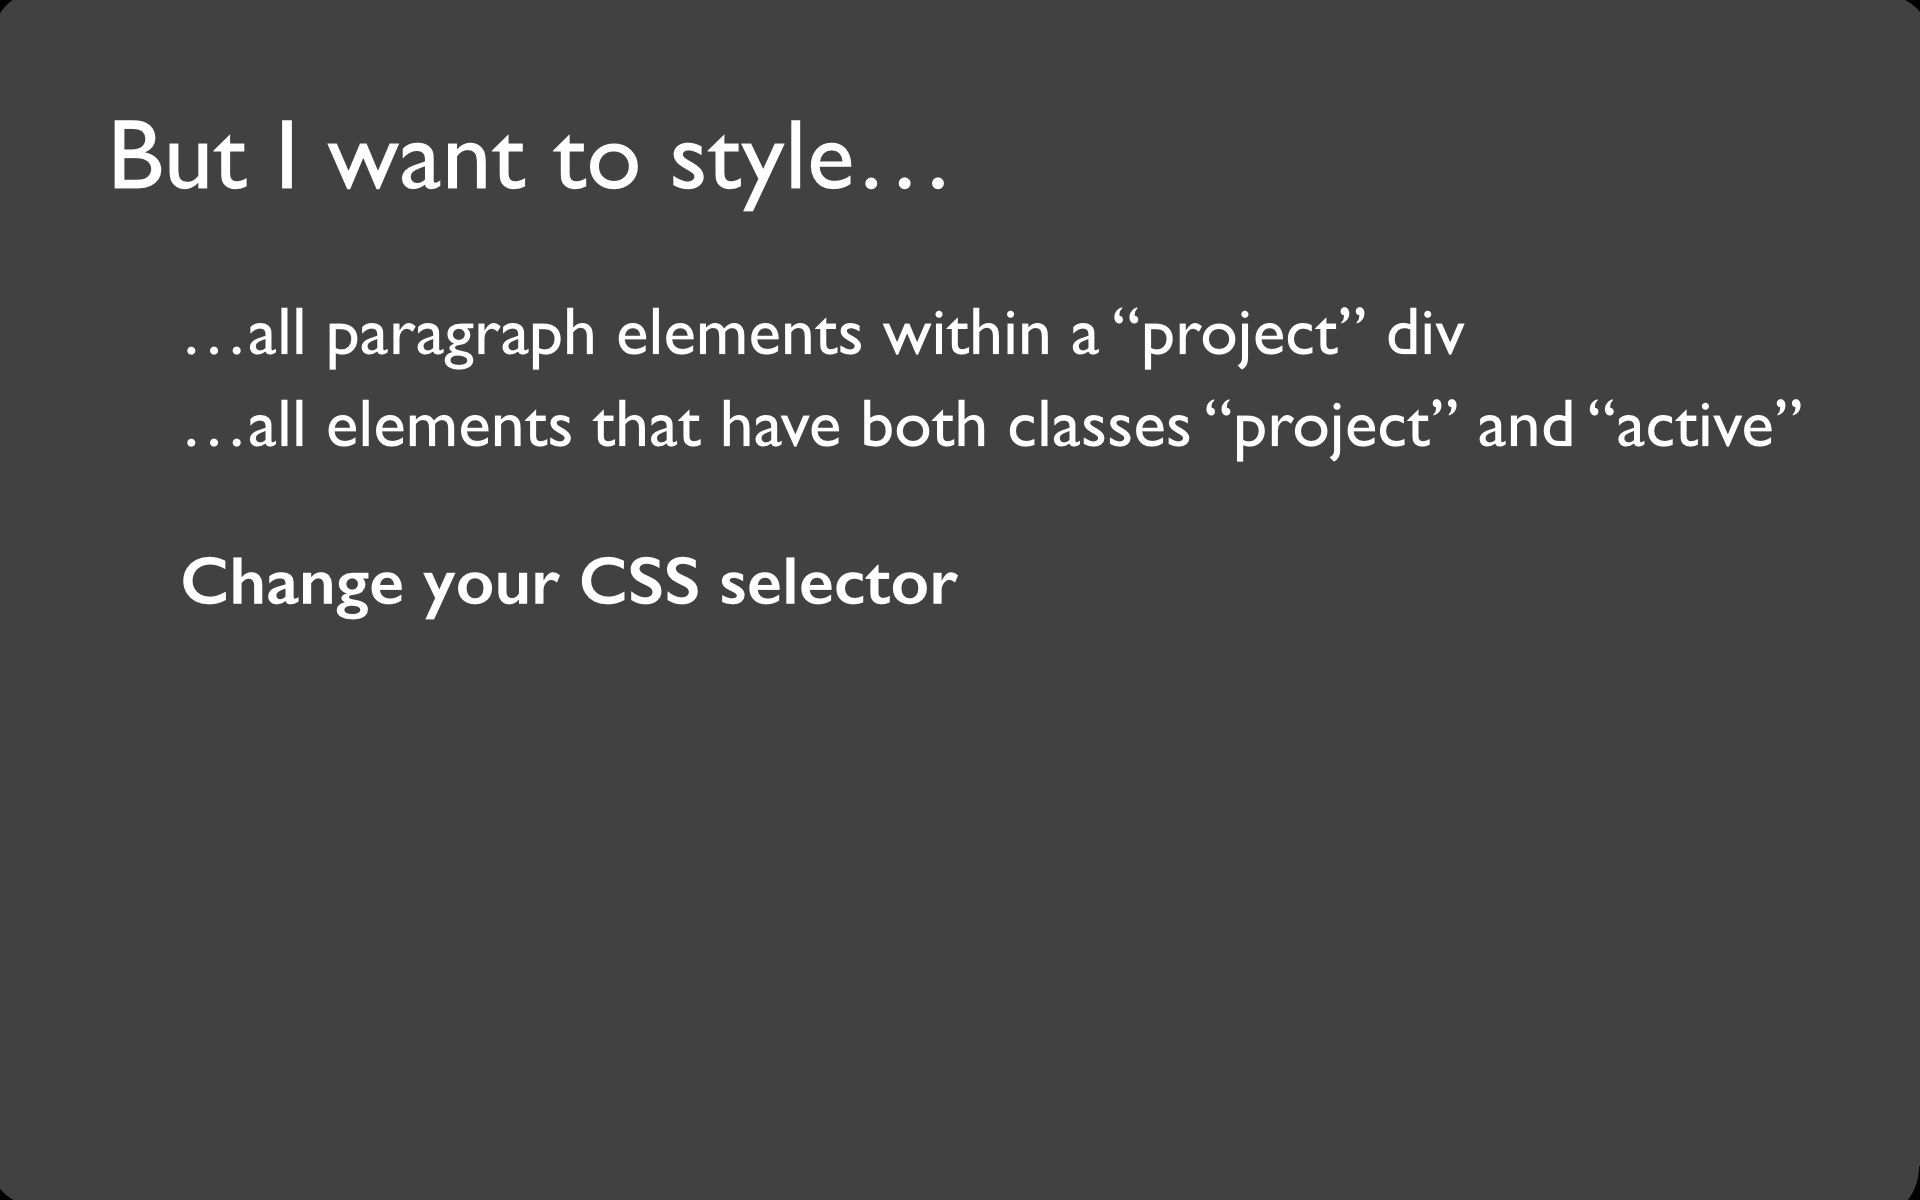 But I want to style…
…all paragraph elements within a “project” div
…all elements that have both classes “project” and “active”
Change your CSS selector